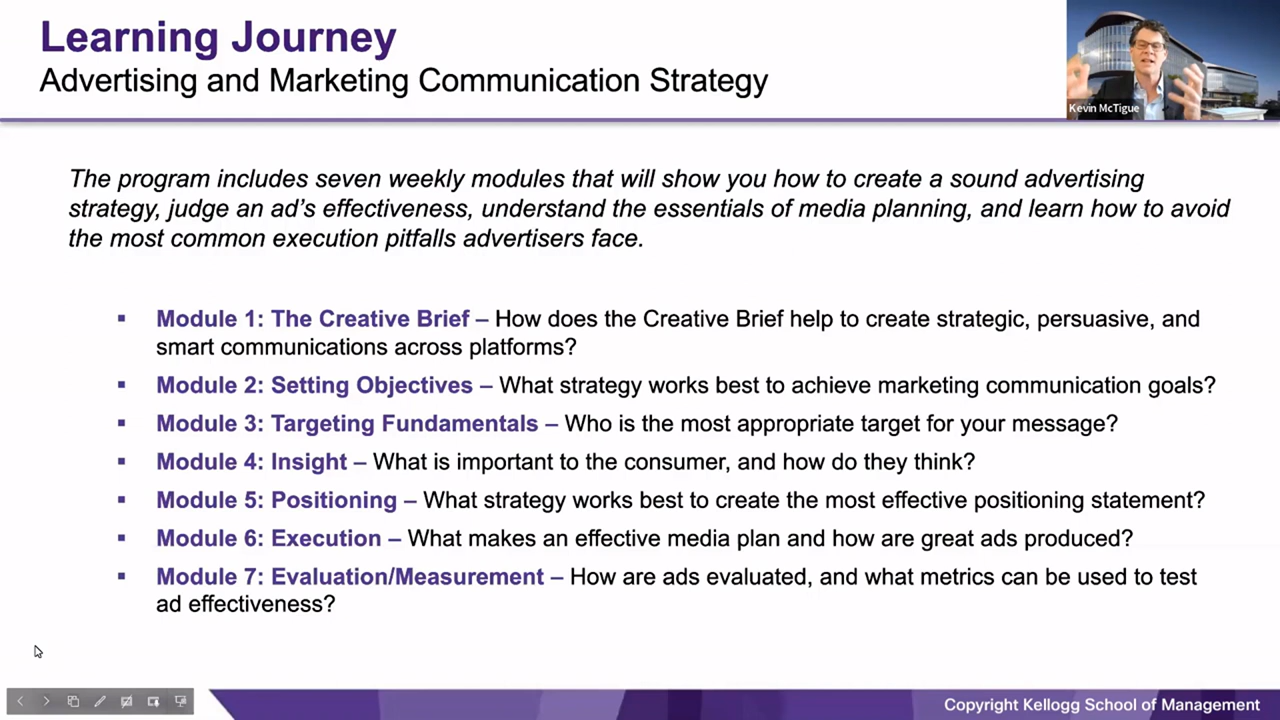 Learning Journey
Advertising and Marketing Communication Strategy
Kevin McTigue
The program includes seven weekly modules that will show you how to create a sound advertising
strategy, judge an ad's effectiveness, understand the essentials of media planning, and learn how to avoid
the most common execution pitfalls advertisers face.
▪ Module 1: The Creative Brief – How does the Creative Brief help to create strategic, persuasive, and
smart communications across platforms?
▪ Module 2: Setting Objectives – What strategy works best to achieve marketing communication goals?
▪ Module 3: Targeting Fundamentals – Who is the most appropriate target for your message?
▪ Module 4: Insight – What is important to the consumer, and how do they think?
▪ Module 5: Positioning – What strategy works best to create the most effective positioning statement?
▪ Module 6: Execution – What makes an effective media plan and how are great ads produced?
▪ Module 7: Evaluation/Measurement – How are ads evaluated, and what metrics can be used to test
ad effectiveness?
Copyright Kellogg School of Management